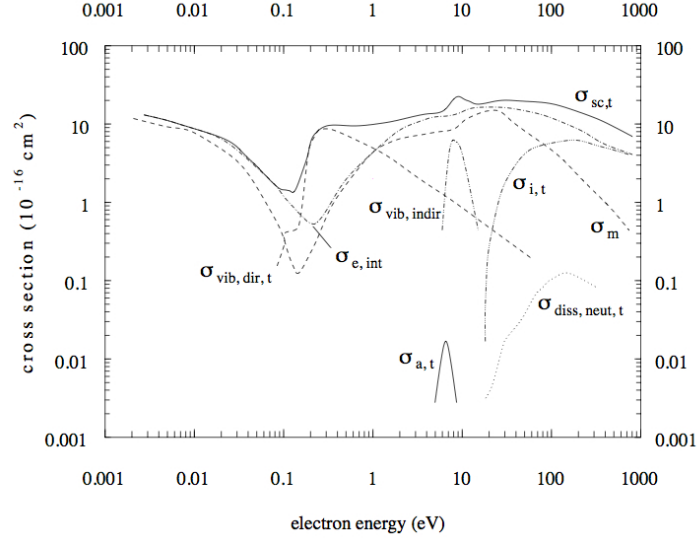 0.001 0.01 0.1 1 10 100 1000
100 100
10 10
1 1
0.1 0.1
0.01 0.01
0.001 0.001
cross section (10 -16 cm 2)
σsc,t
σi,t
σvib,indir
σm
σe,int
σvib,dir,t
σdiss,neut,t
σa,t
0.001 0.01 0.1 1 10 100 1000
electron energy (eV)